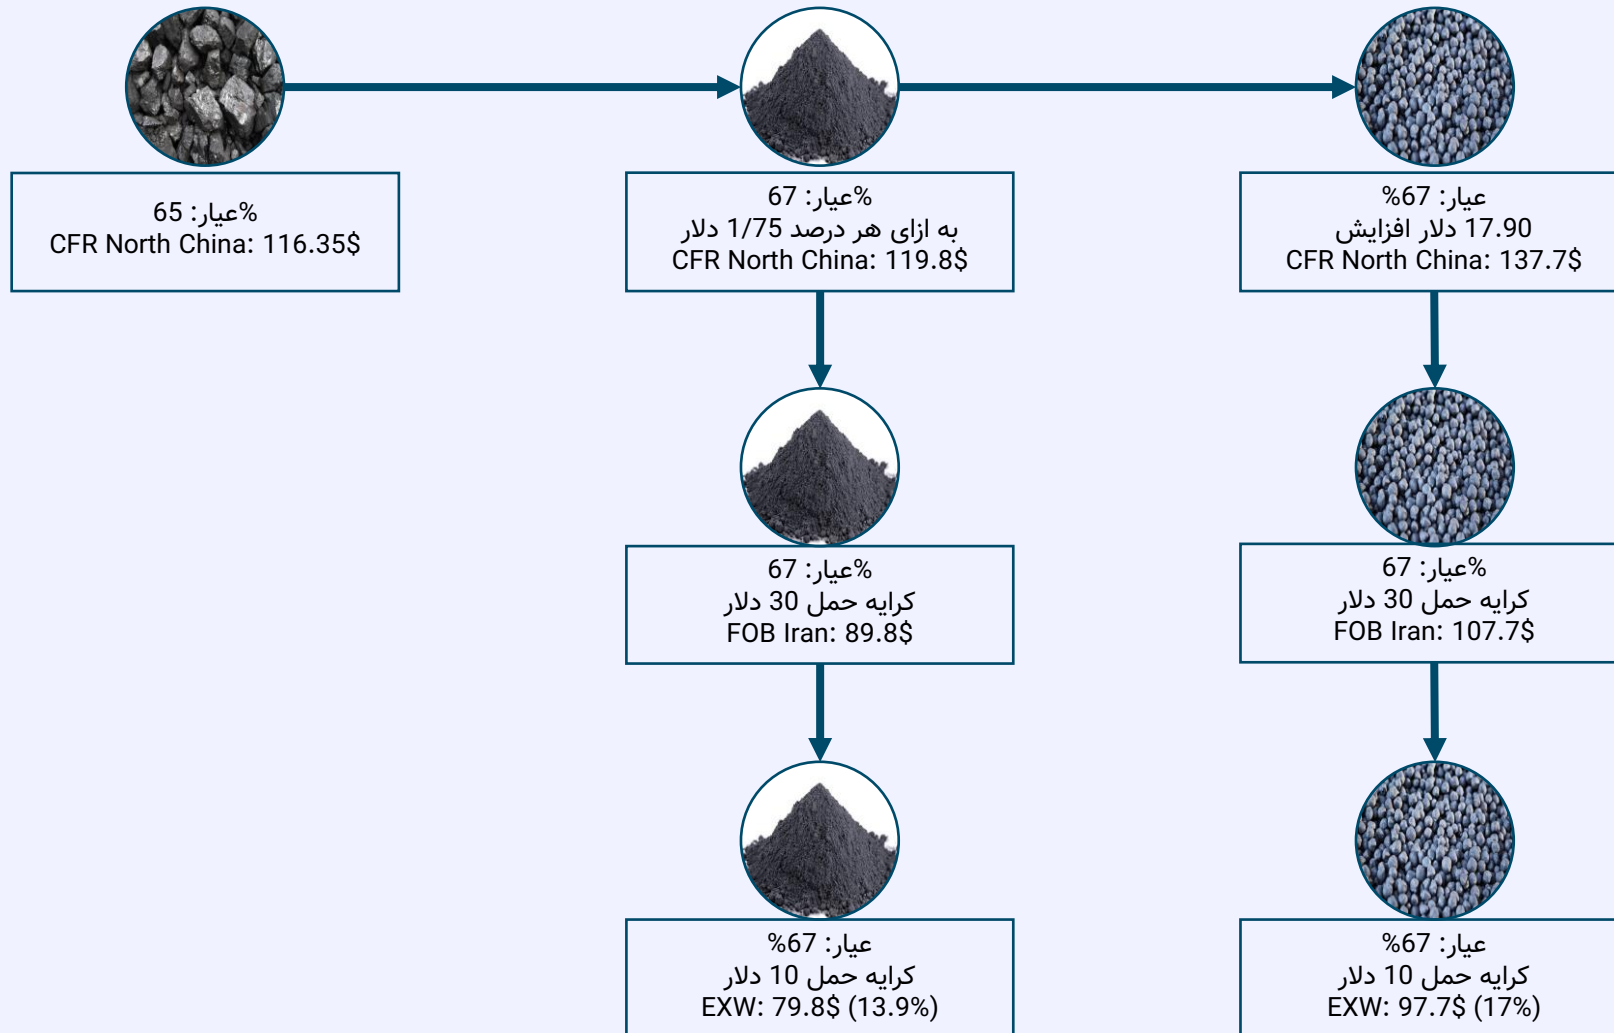 عیار: 65%
CFR North China: 116.35$
عیار: 67%
به ازای هر درصد 1/75 دلار
CFR North China: 119.8$
عیار: 67%
17.90 دلار افزایش
CFR North China: 137.7$
عیار: 67%
کرایه حمل 30 دلار
FOB Iran: 89.8$
عیار: 67%
کرایه حمل 30 دلار
FOB Iran: 107.7$
عیار: 67%
کرایه حمل 10 دلار
EXW: 79.8$ (13.9%)
عیار: 67%
کرایه حمل 10 دلار
EXW: 97.7$ (17%)